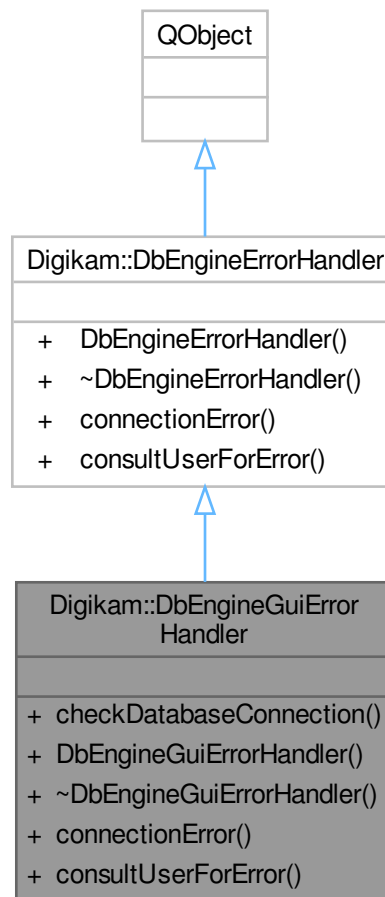 QObject
Digikam::DbEngineErrorHandler
+ DbEngineErrorHandler()
+ ~DbEngineErrorHandler()
+ connectionError()
+ consultUserForError()
Digikam::DbEngineGuiError
Handler
+ checkDatabaseConnection()
+ DbEngineGuiErrorHandler()
+ ~DbEngineGuiErrorHandler()
+ connectionError()
+ consultUserForError()